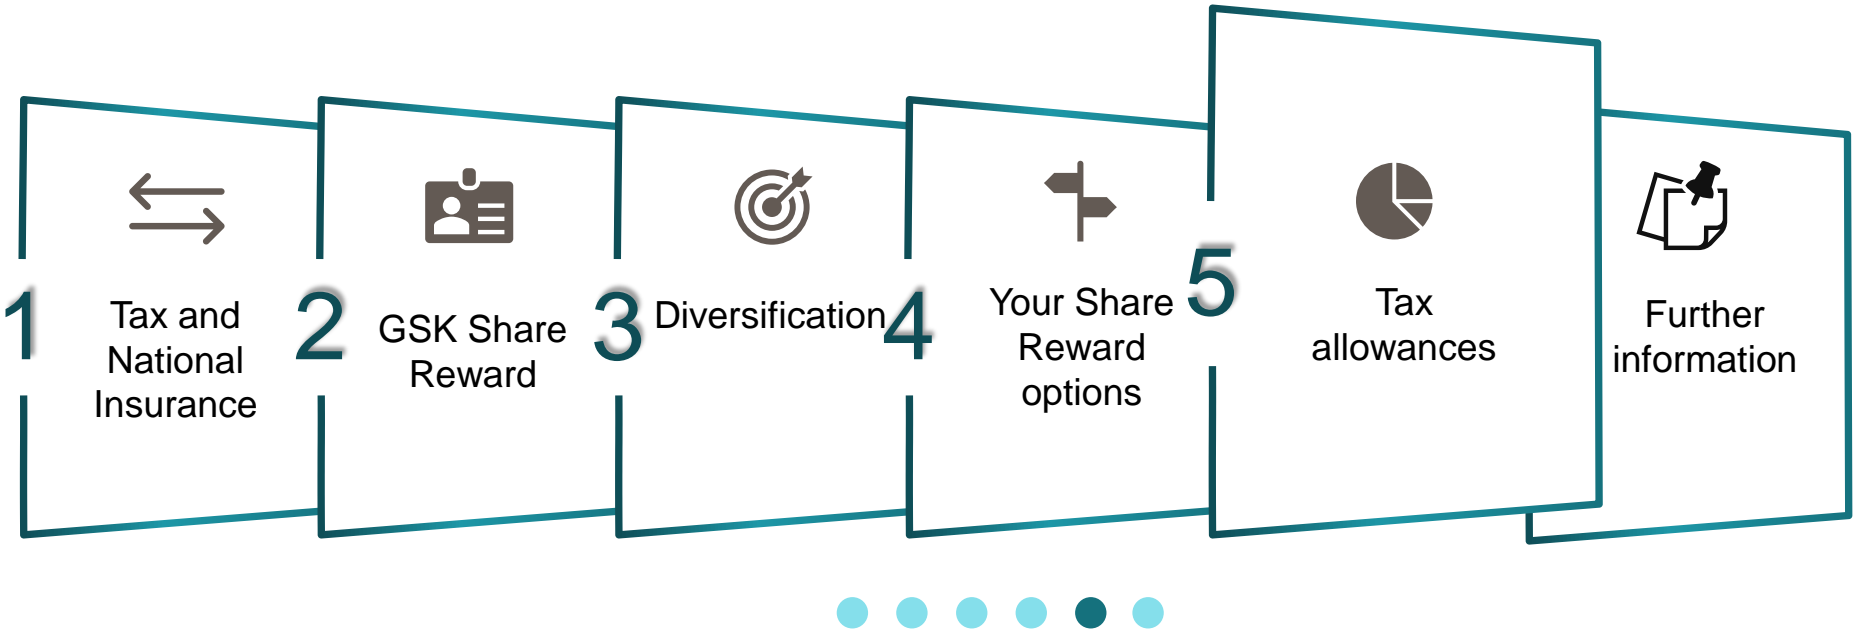 1
Tax and
National
Insurance
2
GSK Share
Reward
3
Diversification
4
Your Share
Reward
options
5
Tax
allowances
Further
information